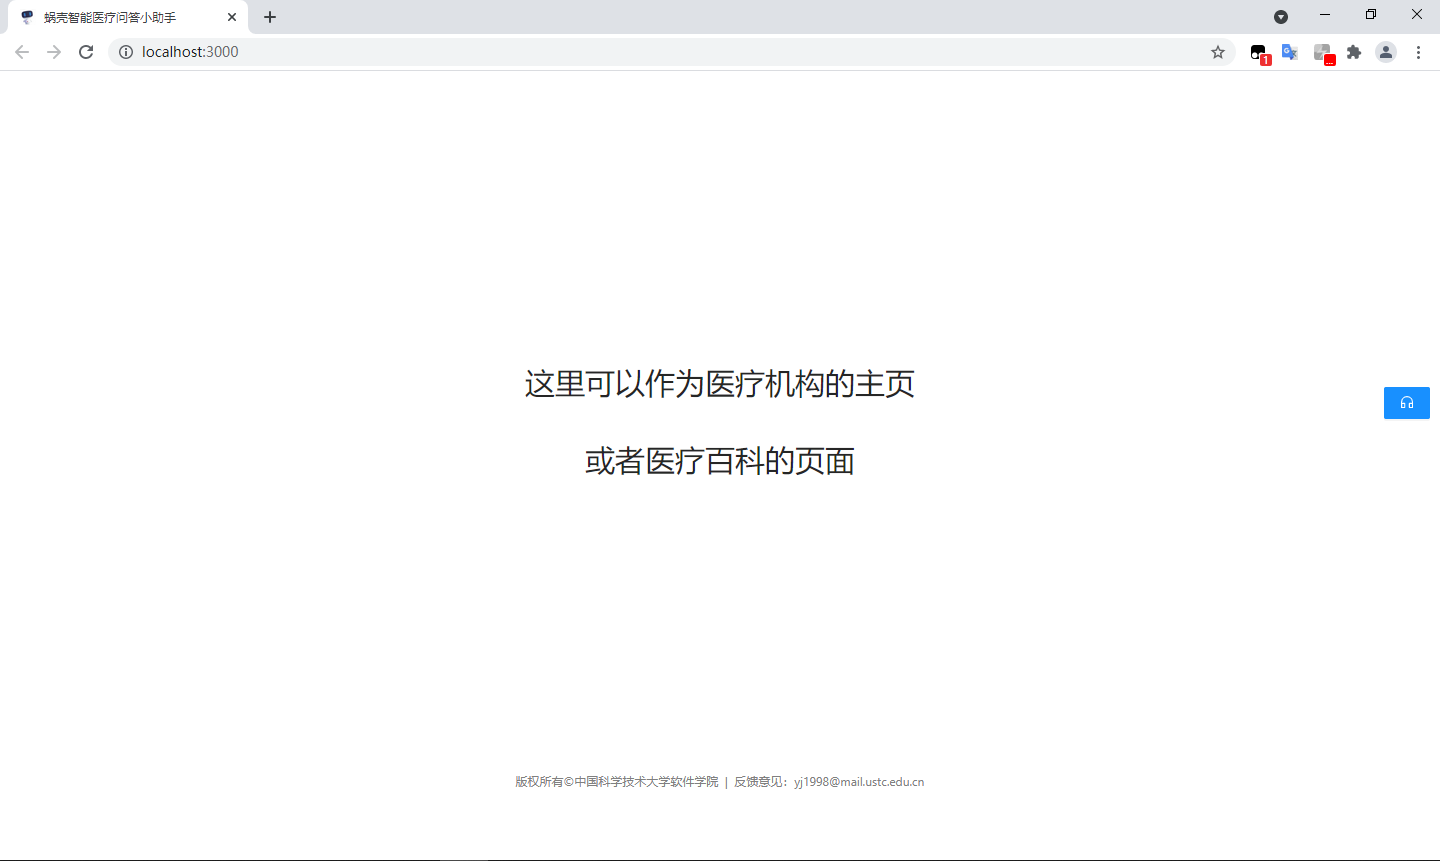 蜗壳智能医疗问答小助手
localhost:3000
1
...
这里可以作为医疗机构的主页
或者医疗百科的页面
版权所有©中国科学技术大学软件学院 | 反馈意见：yj1998@mail.ustc.edu.cn